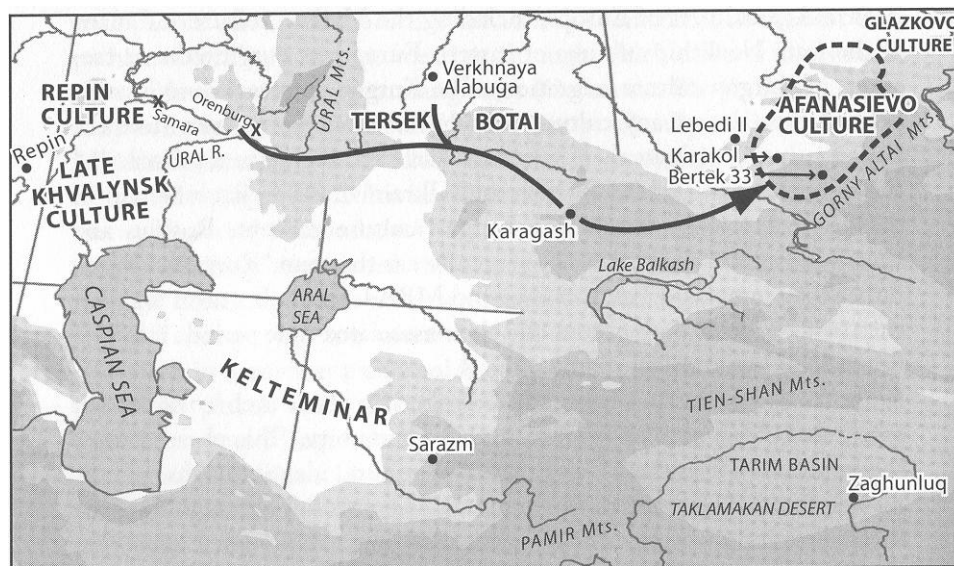 GLAZKOVO
CULTURE
Verkhnaya
Alabuga
URAL Mts.
REPIN
CULTURE
Orenburg
Samara
TERSEK
BOTAI
AFANASIEVO
CULTURE
Lebedi II
Karakol
Bertek 33
Repin
URAL R.
LATE
KHVALYNSK
CULTURE
GORNY ALTAI Mts.
Karagash
Lake Balkash
CASPIAN SEA
ARAL
SEA
KELTEMINAR
TIEN-SHAN Mts.
Sarazm
TARIM BASIN
Zaghunluq
TAKLAMAKAN DESERT
PAMIR Mts.